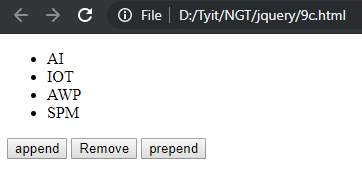 File D:/Tyit/NGT/jquery/9c.html
AI
IOT
AWP
SPM
append Remove prepend